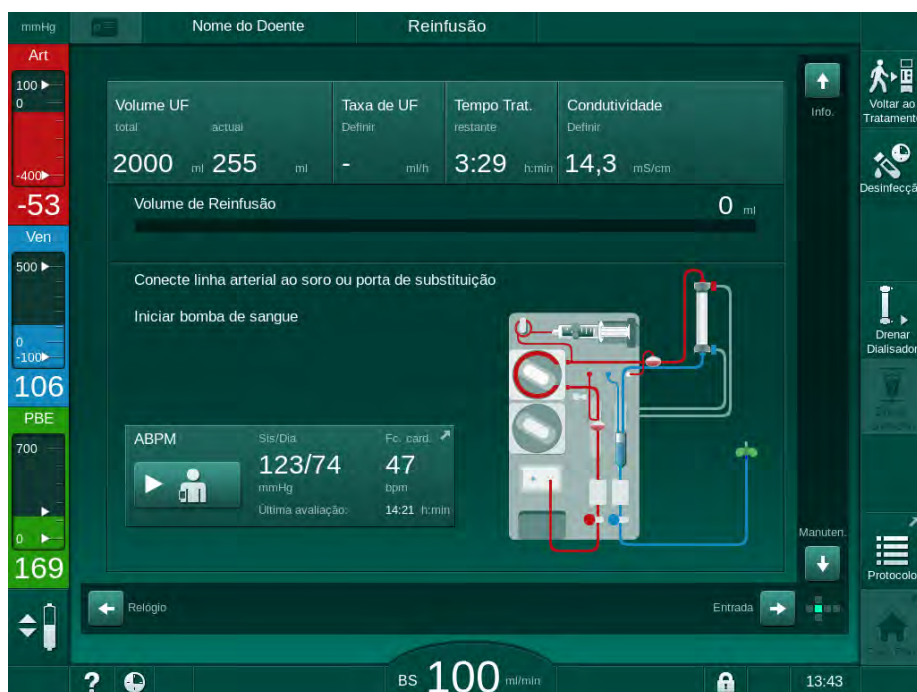 mmHg
Nome do Doente
Reinfusão
Art
100
0
-400
-53
Ven
500
0
-100
106
PBE
700
0
169
Volume UF
total
actual
2000 ml 255 ml
Taxa de UF
Definir
- ml/h
Tempo Trat.
restante
3:29 h:min
Condutividade
Definir
14,3 mS/cm
Volume de Reinfusão
0 ml
Conecte linha arterial ao soro ou porta de substituição
Iniciar bomba de sangue
ABPM
Sis/Dia
123/74
mmHg
Fc. card.
47
bpm
Última avaliação:
14:21 h:min
Info.
Manuten.
Relógio
Entrada
Voltar ao
Tratamento
Desinfecçã
Drenar
Dialisador
Protocolo
?
BS 100 ml/min
13:43